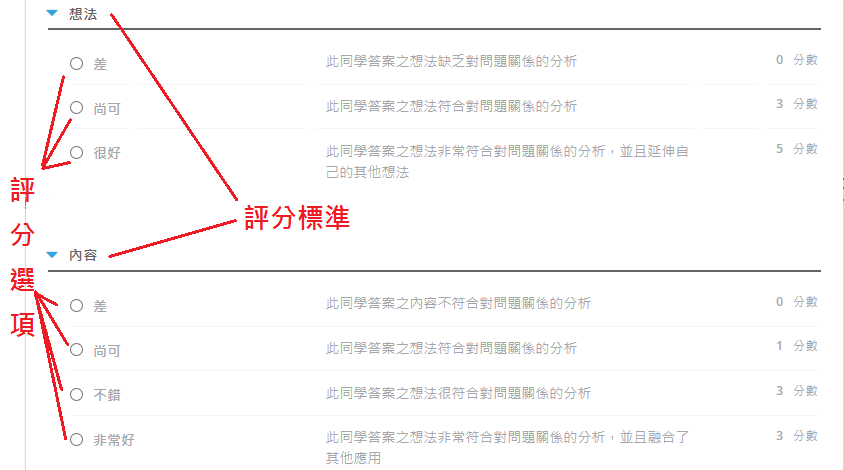 想法
差 此同學答案之想法缺乏對問題關係的分析 0 分數
尚可 此同學答案之想法符合對問題關係的分析 3 分數
很好 此同學答案之想法非常符合對問題關係的分析，並且延伸自 5 分數
己的其他想法
評分選項
評分標準
內容
差 此同學答案之內容不符合對問題關係的分析 0 分數
尚可 此同學答案之想法符合對問題關係的分析 1 分數
不錯 此同學答案之想法很符合對問題關係的分析 3 分數
非常好 此同學答案之想法非常符合對問題關係的分析，並且融合了 3 分數
其他應用